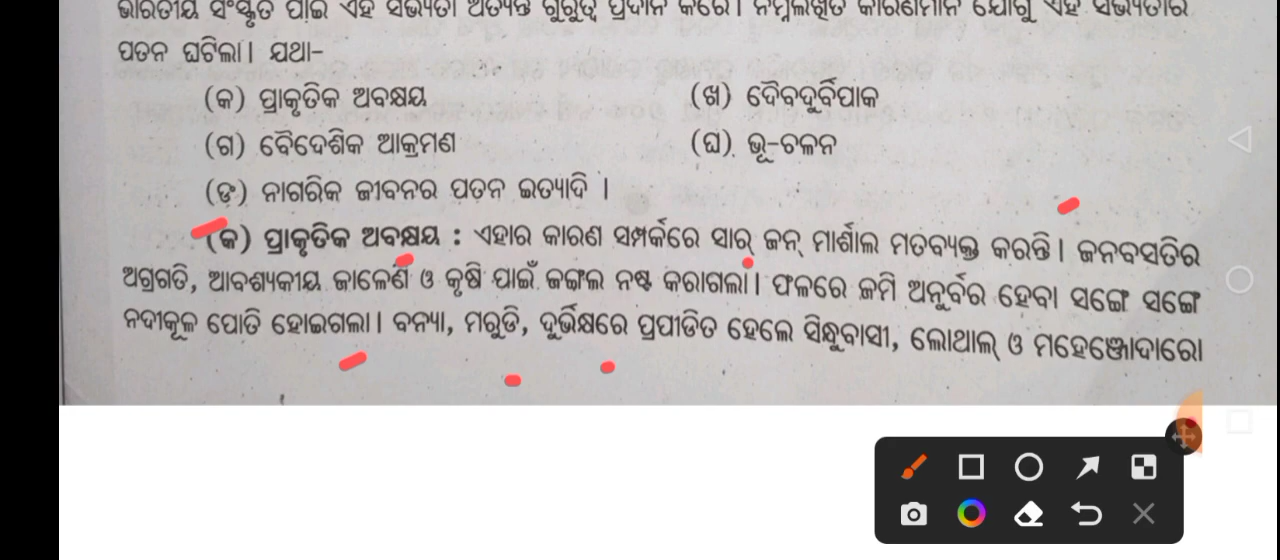 ଭାରତୀୟ ସଂସ୍କୃତି ପାଇଁ ଏହି ସଭ୍ୟତା ଅତ୍ୟନ୍ତ ଗୁରୁତ୍ୱ ପ୍ରଦାନ କରେ। ନିମ୍ନଲିଖିତ କାରଣମାନ ଯୋଗୁଁ ଏହି ସଭ୍ୟତାର
ପତନ ଘଟିଲା। ଯଥା-
(କ) ପ୍ରାକୃତିକ ଅବକ୍ଷୟ (ଖ) ଦୈବଦୁର୍ବିପାକ
(ଗ) ବୈଦେଶିକ ଆକ୍ରମଣ (ଘ) ଭୂ-ଚଳନ
(ଙ) ନାଗରିକ ଜୀବନର ପତନ ଇତ୍ୟାଦି ।
(କ) ପ୍ରାକୃତିକ ଅବକ୍ଷୟ : ଏହାର କାରଣ ସମ୍ପର୍କରେ ସାର୍ ଜନ୍ ମାର୍ଶାଲ ମତବ୍ୟକ୍ତ କରନ୍ତି। ଜନବସତିର
ଅଗ୍ରଗତି, ଆବଶ୍ୟକୀୟ ଜାଳେଣି ଓ କୃଷି ପାଇଁ ଜଙ୍ଗଲ ନଷ୍ଟ କରାଗଲା। ଫଳରେ ଜମି ଅନୁର୍ବର ହେବା ସଙ୍ଗେ ସଙ୍ଗେ
ନଦୀକୂଳ ପୋତି ହୋଇଗଲା। ବନ୍ୟା, ମରୁଡି, ଦୁର୍ଭିକ୍ଷରେ ପ୍ରପୀଡିତ ହେଲେ ସିନ୍ଧୁବାସୀ, ଲୋଥାଲ୍ ଓ ମହେଞ୍ଜୋଦାରୋ